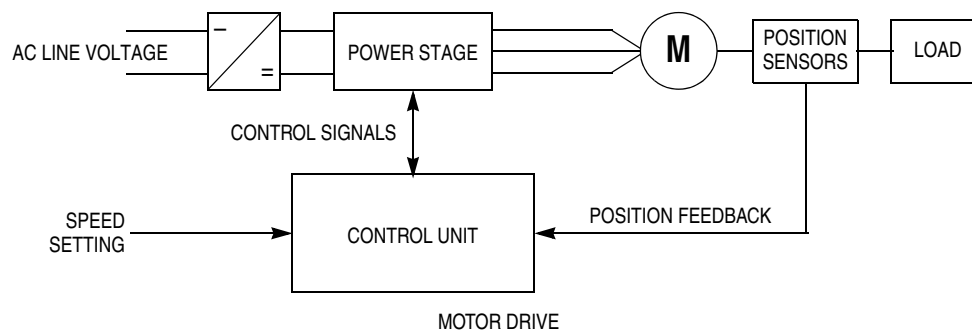 AC LINE VOLTAGE
–
=
POWER STAGE
M
POSITION
SENSORS
LOAD
CONTROL SIGNALS
SPEED
SETTING
CONTROL UNIT
POSITION FEEDBACK
MOTOR DRIVE